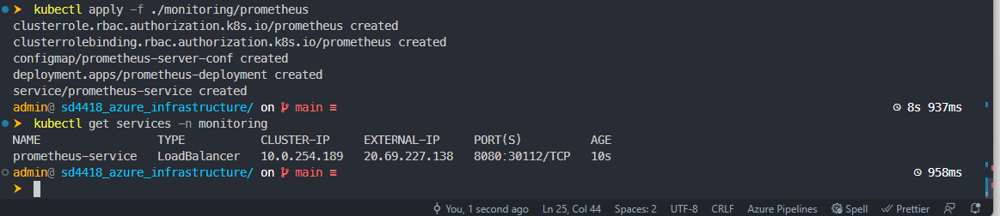 ➤ kubectl apply -f ./monitoring/prometheus
clusterrole.rbac.authorization.k8s.io/prometheus created
clusterrolebinding.rbac.authorization.k8s.io/prometheus created
configmap/prometheus-server-conf created
deployment.apps/prometheus-deployment created
service/prometheus-service created
admin@ sd4418_azure_infrastructure/ on main ≡ 8s 937ms
➤ kubectl get services -n monitoring
NAME TYPE CLUSTER-IP EXTERNAL-IP PORT(S) AGE
prometheus-service LoadBalancer 10.0.254.189 20.69.227.138 8080:30112/TCP 10s
admin@ sd4418_azure_infrastructure/ on main ≡ 958ms
➤
You, 1 second ago Ln 25, Col 44 Spaces: 2 UTF-8 CRLF Azure Pipelines Spell Prettier